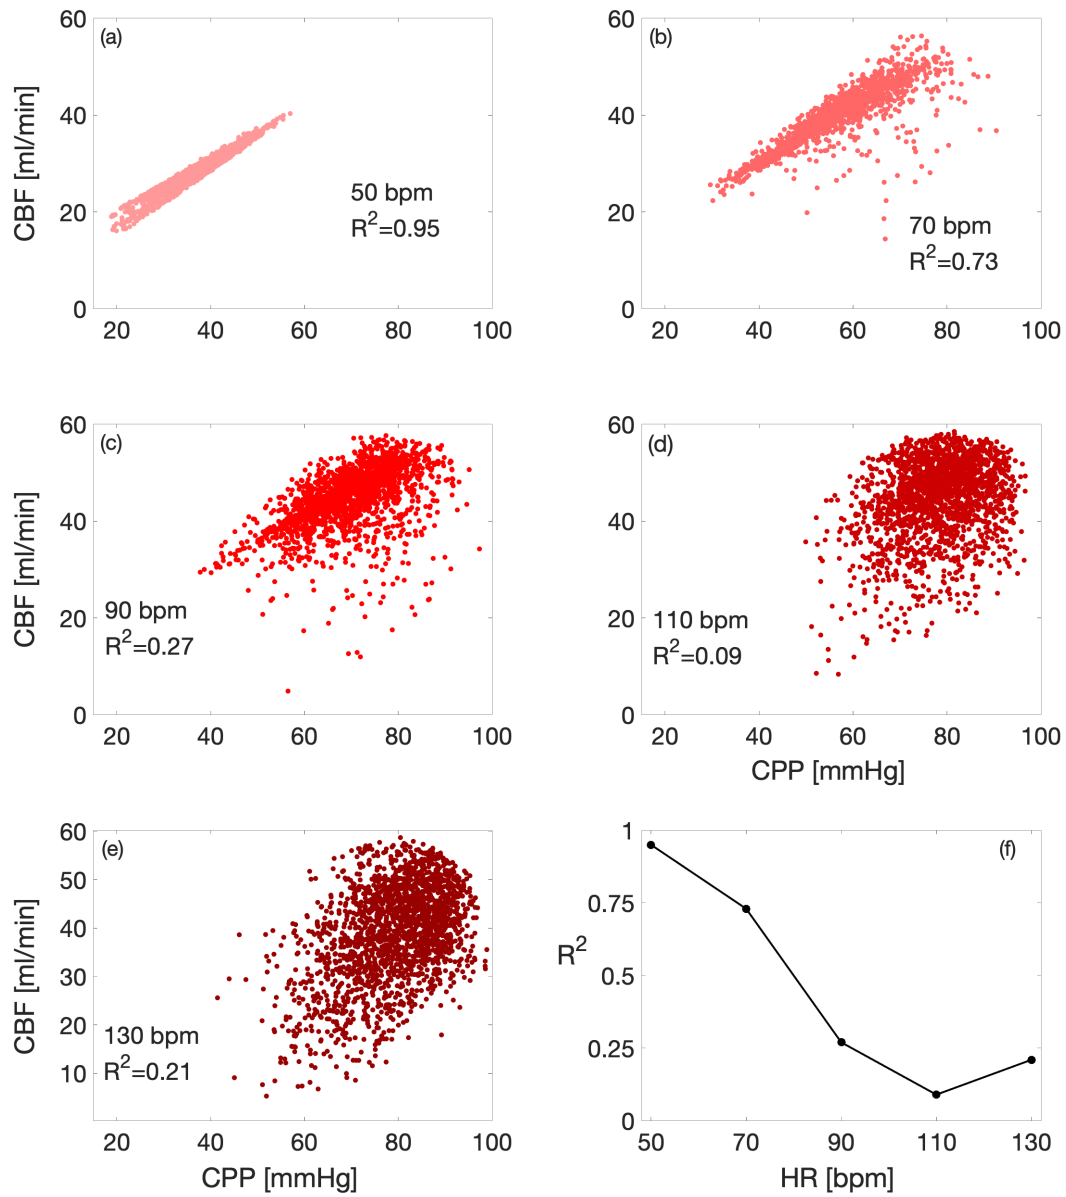 (a)
60
40
20
0
CBF [ml/min]
50 bpm
R²=0.95
20 40 60 80 100
(b)
60
40
20
0
70 bpm
R²=0.73
20 40 60 80 100
(c)
60
40
20
0
CBF [ml/min]
90 bpm
R²=0.27
20 40 60 80 100
(d)
60
40
20
0
110 bpm
R²=0.09
20 40 60 80 100
CPP [mmHg]
(e)
60
50
40
30
20
10
CBF [ml/min]
130 bpm
R²=0.21
20 40 60 80 100
CPP [mmHg]
(f)
1
0.75
0.5
0.25
0
R²
50 70 90 110 130
HR [bpm]